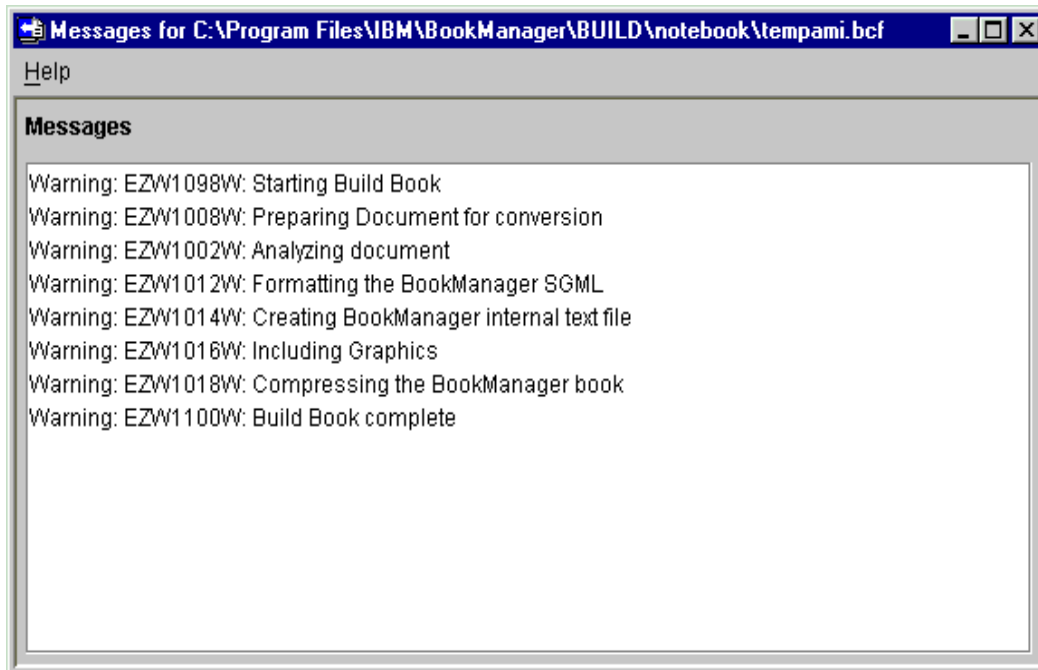 Messages for C:\Program Files\IBM\BookManager\BUILD\notebook\tempami.bcf
Help
Messages
Warning: EZW1098W: Starting Build Book
Warning: EZW1008W: Preparing Document for conversion
Warning: EZW1002W: Analyzing document
Warning: EZW1012W: Formatting the BookManager SGML
Warning: EZW1014W: Creating BookManager internal text file
Warning: EZW1016W: Including Graphics
Warning: EZW1018W: Compressing the BookManager book
Warning: EZW1100W: Build Book complete